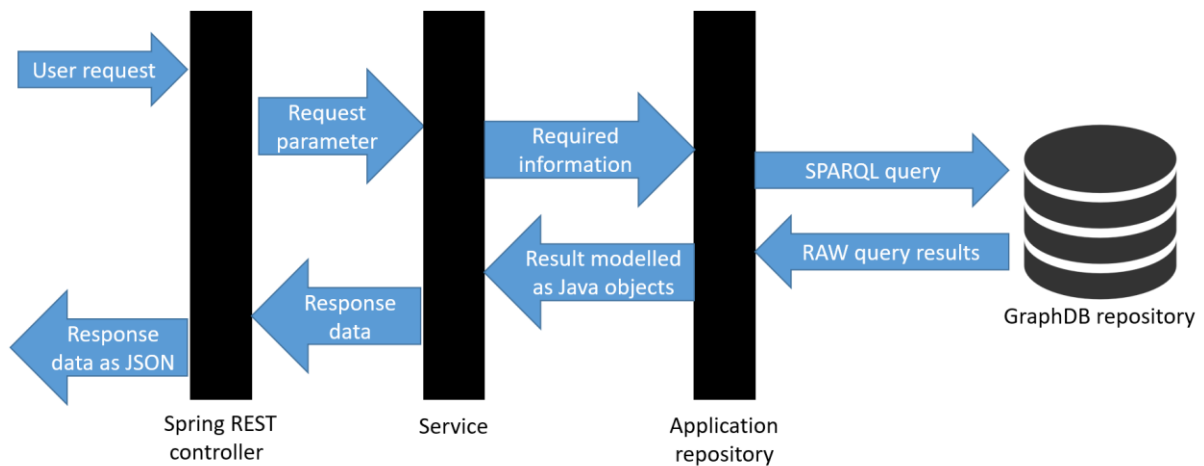 User request
Request
parameter
Required
information
SPARQL query
RAW query results
Result modelled
as Java objects
Response
data
Response
data as JSON
GraphDB repository
Spring REST
controller
Service
Application
repository